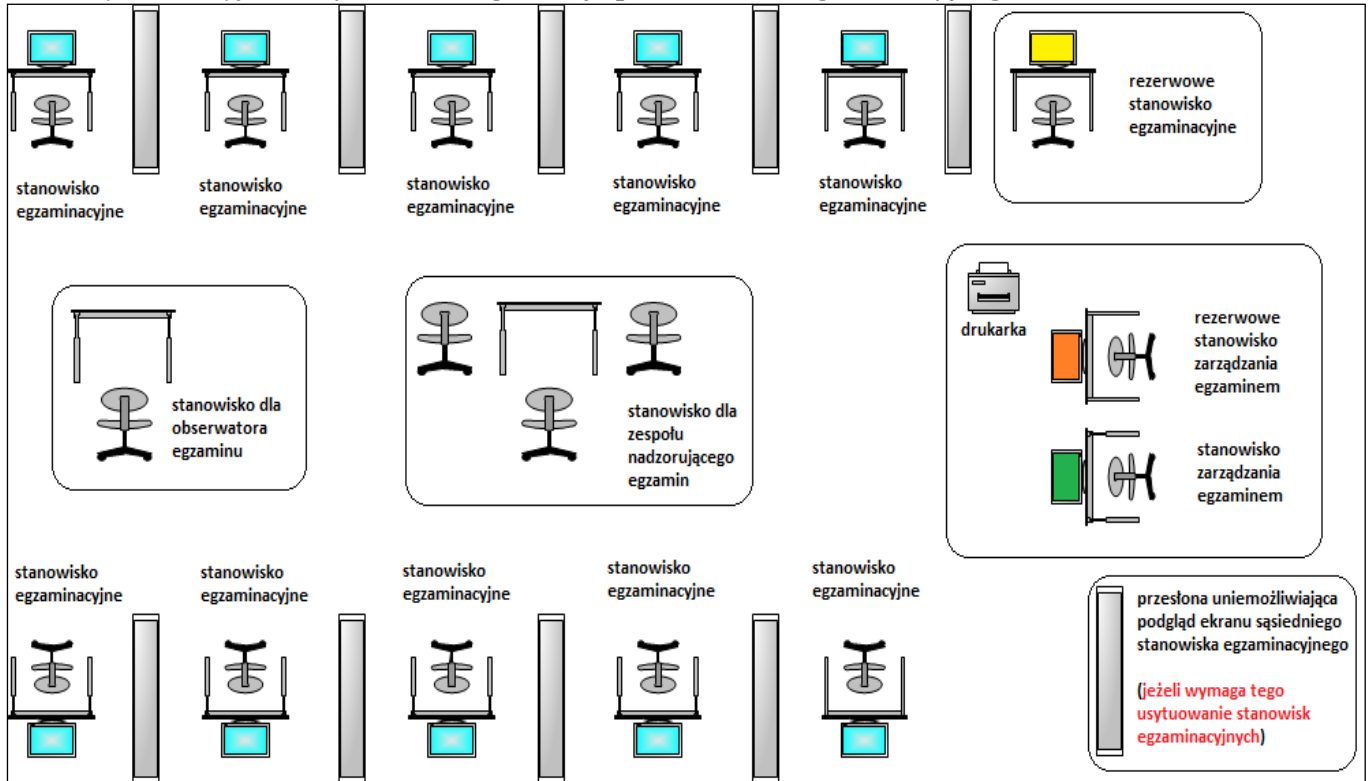 rezerwowe
stanowisko
egzaminacyjne
stanowisko
egzaminacyjne
stanowisko
egzaminacyjne
stanowisko
egzaminacyjne
stanowisko
egzaminacyjne
stanowisko
egzaminacyjne
drukarka
rezerwowe
stanowisko
zarządzania
egzaminem
stanowisko dla
obserwatora
egzaminu
stanowisko dla
zespołu
nadzorującego
egzamin
stanowisko
zarządzania
egzaminem
stanowisko
egzaminacyjne
stanowisko
egzaminacyjne
stanowisko
egzaminacyjne
stanowisko
egzaminacyjne
stanowisko
egzaminacyjne
przesłona uniemożliwiająca
podgląd ekranu sąsiedniego
stanowiska egzaminacyjnego
(jeżeli wymaga tego
usytuowanie stanowisk
egzaminacyjnych)